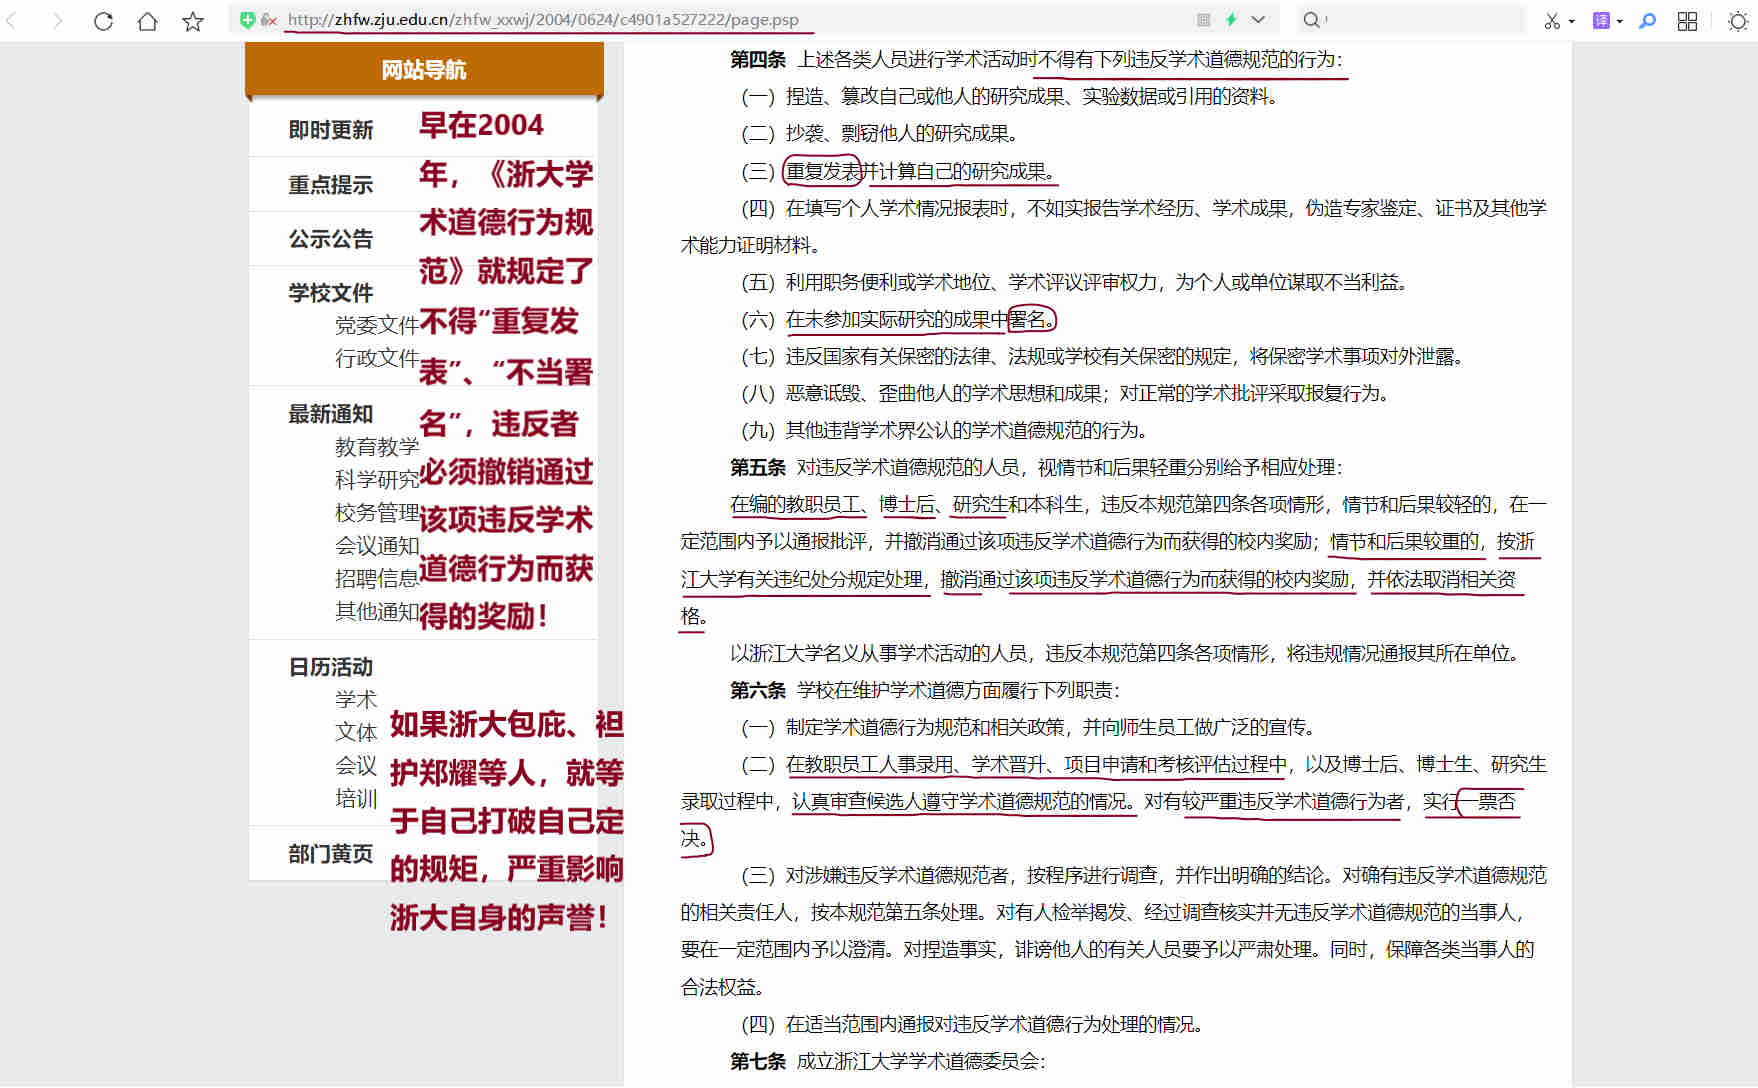 http://zhfw.zju.edu.cn/zhfw_xxwj/2004/0624/c4901a527222/page.psp
译
网站导航
即时更新
重点提示
公示公告
学校文件
党委文件
行政文件
最新通知
教育教学
科学研究
校务管理
会议通知
招聘信息
其他通知
日历活动
学术
文体
会议
培训
部门黄页
早在2004
年，《浙大学
术道德行为规
范》就规定了
不得“重复发
表”、“不当署
名”，违反者
必须撤销通过
该项违反学术
道德行为而获
得的奖励！
如果浙大包庇、袒
护郑耀等人，就等
于自己打破自己定
的规矩，严重影响
浙大自身的声誉！
第四条 上述各类人员进行学术活动时不得有下列违反学术道德规范的行为：
（一）捏造、篡改自己或他人的研究成果、实验数据或引用的资料。
（二）抄袭、剽窃他人的研究成果。
（三）重复发表并计算自己的研究成果。
（四）在填写个人学术情况报表时，不如实报告学术经历、学术成果，伪造专家鉴定、证书及其他学
术能力证明材料。
（五）利用职务便利或学术地位、学术评议评审权力，为个人或单位谋取不当利益。
（六）在未参加实际研究的成果中署名。
（七）违反国家有关保密的法律、法规或学校有关保密的规定，将保密学术事项对外泄露。
（八）恶意诋毁、歪曲他人的学术思想和成果；对正常的学术批评采取报复行为。
（九）其他违背学术界公认的学术道德规范的行为。
第五条 对违反学术道德规范的人员，视情节和后果轻重分别给予相应处理：
在编的教职员工、博士后、研究生和本科生，违反本规范第四条各项情形，情节和后果较轻的，在一
定范围内予以通报批评，并撤消通过该项违反学术道德行为而获得的校内奖励；情节和后果较重的，按浙
江大学有关违纪处分规定处理，撤消通过该项违反学术道德行为而获得的校内奖励，并依法取消相关资
格。
以浙江大学名义从事学术活动的人员，违反本规范第四条各项情形，将违规情况通报其所在单位。
第六条 学校在维护学术道德方面履行下列职责：
（一）制定学术道德行为规范和相关政策，并向师生员工做广泛的宣传。
（二）在教职员工人事录用、学术晋升、项目申请和考核评估过程中，以及博士后、博士生、研究生
录取过程中，认真审查候选人遵守学术道德规范的情况。对有较严重违反学术道德行为者，实行一票否
决。
（三）对涉嫌违反学术道德规范者，按程序进行调查，并作出明确的结论。对确有违反学术道德规范
的相关责任人，按本规范第五条处理。对有人检举揭发、经过调查核实并无违反学术道德规范的当事人，
要在一定范围内予以澄清。对捏造事实，诽谤他人的有关人员要予以严肃处理。同时，保障各类当事人的
合法权益。
（四）在适当范围内通报对违反学术道德行为处理的情况。
第七条 成立浙江大学学术道德委员会：